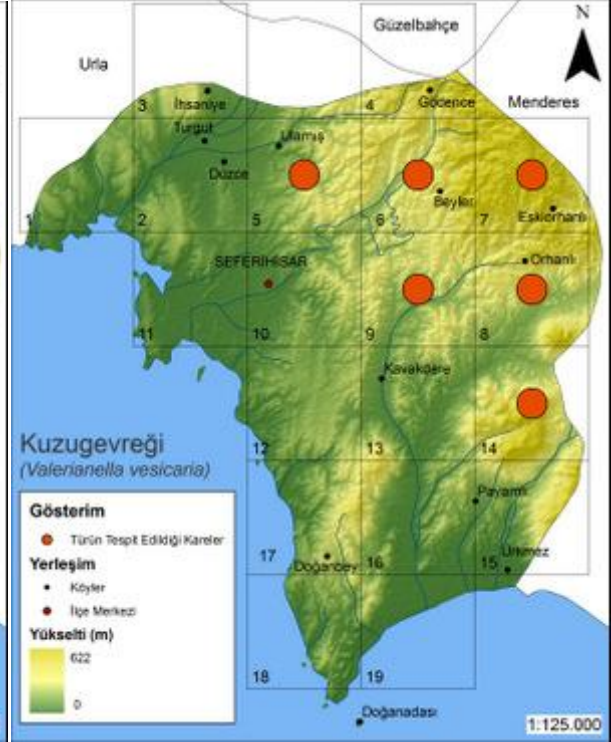 N
Güzelbahçe
Urla
3
4
İhsaniye
Gödence
Menderes
Turgut
Ulamış
Düzce
Beyler
Eskiorhanlı
1
2
5
6
7
SEFERİHİSAR
Orhanlı
11
10
9
8
Kavakdere
Kuzugevreği
(Valerianella vesicaria)
12
13
14
Payamlı
Gösterim
Türün Tespit Edildiği Kareler
Yerleşim
Köyler
İlçe Merkezi
Yükselti (m)
622
0
17
Doğanbey
16
15
Ürkmez
18
19
Doğanadası
1:125.000